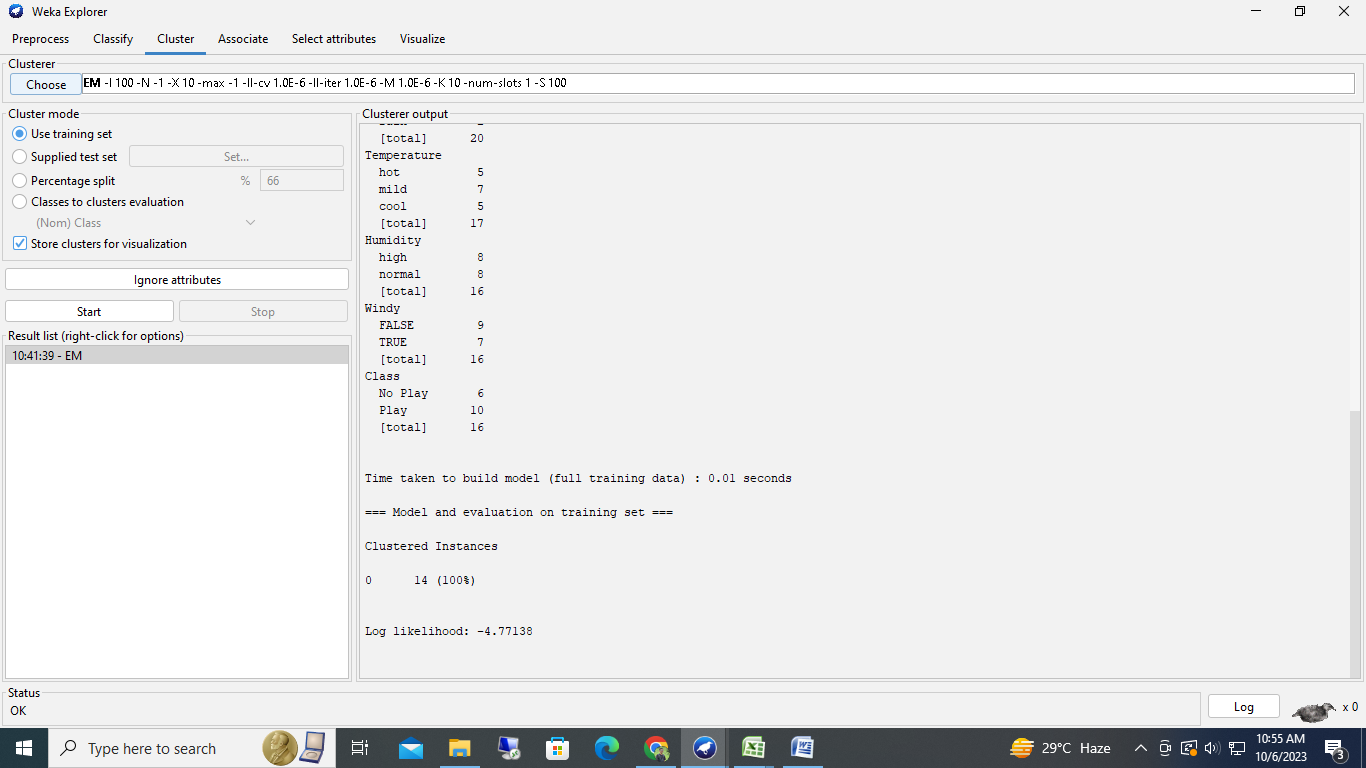 Weka Explorer
Preprocess Classify Cluster Associate Select attributes Visualize
Clusterer
Choose EM -I 100 -N -1 -X 10 -max -1 -ll-cv 1.0E-6 -ll-iter 1.0E-6 -M 1.0E-6 -K 10 -num-slots 1 -S 100
Cluster mode
Use training set
Supplied test set Set...
Percentage split % 66
Classes to clusters evaluation
(Nom) Class
Store clusters for visualization
Ignore attributes
Start Stop
Result list (right-click for options)
10:41:39 - EM
Clusterer output
[total] 20
Temperature
hot 5
mild 7
cool 5
[total] 17
Humidity
high 8
normal 8
[total] 16
Windy
FALSE 9
TRUE 7
[total] 16
Class
No Play 6
Play 10
[total] 16
Time taken to build model (full training data) : 0.01 seconds
=== Model and evaluation on training set ===
Clustered Instances
0 14 (100%)
Log likelihood: -4.77138
Status
OK
Log x 0
Type here to search
29°C Haze
10:55 AM
10/6/2023
3